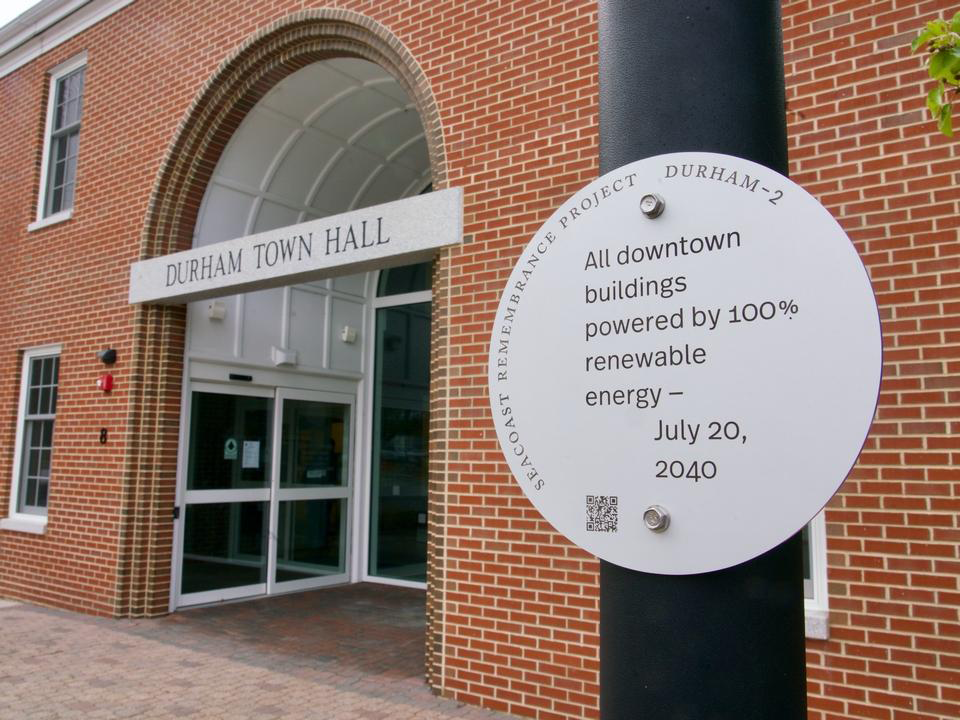 DURHAM TOWN HALL
8
SEACOAST REMEMBRANCE PROJECT DURHAM-2
All downtown
buildings
powered by 100%
renewable
energy –
July 20,
2040